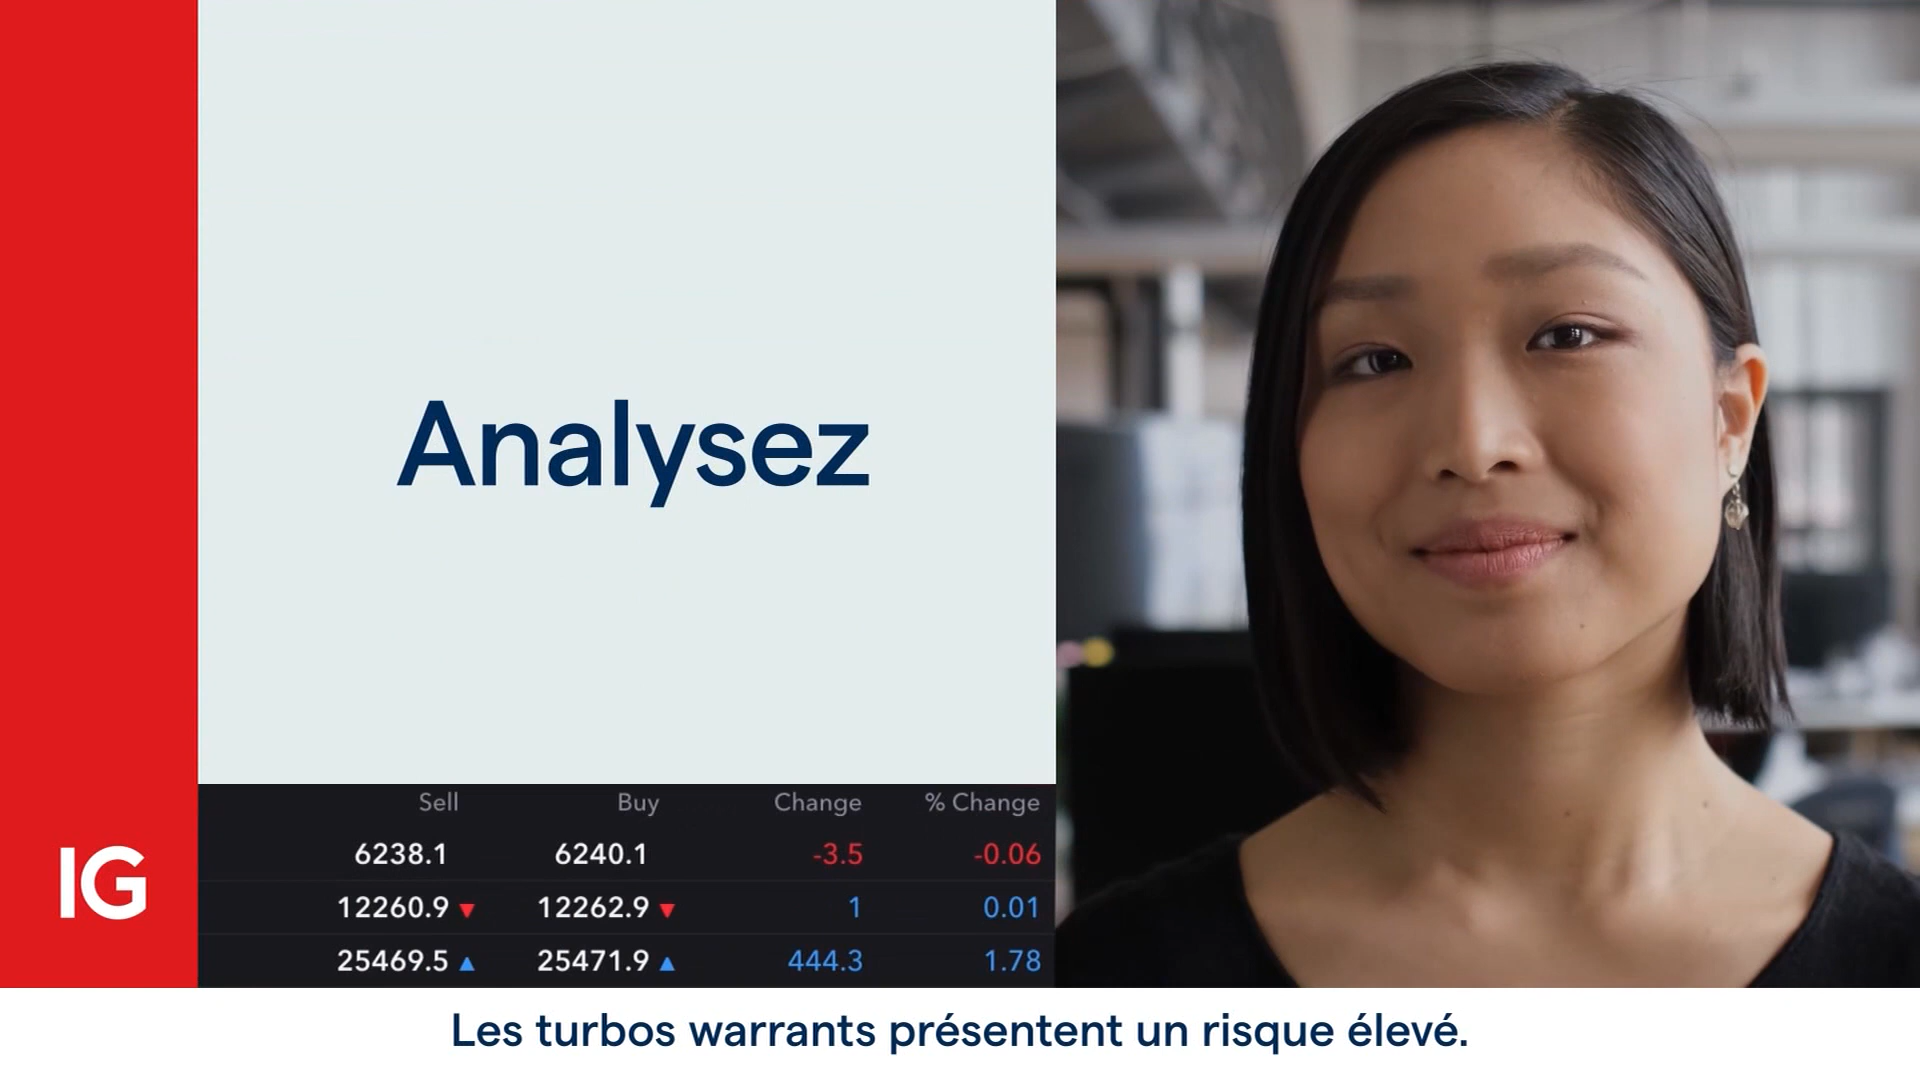 Analysez
Sell Buy Change % Change
6238.1 6240.1 -3.5 -0.06
12260.9 ▼ 12262.9 ▼ 1 0.01
25469.5 ▲ 25471.9 ▲ 444.3 1.78
IG
Les turbos warrants présentent un risque élevé.